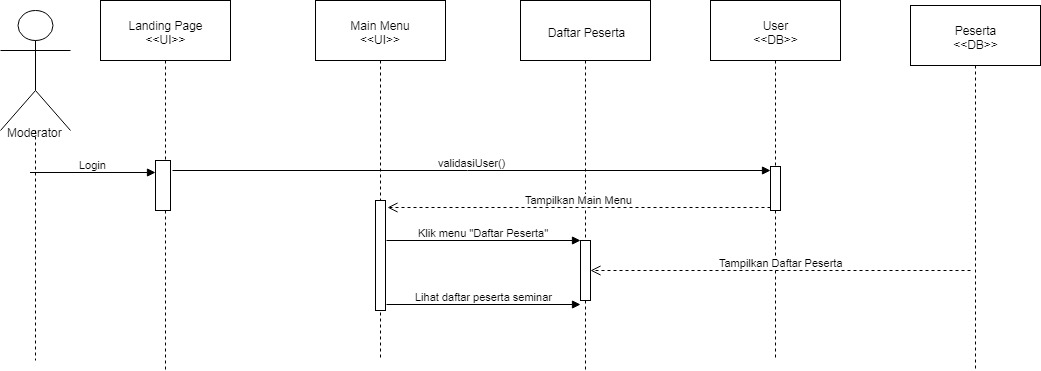 Landing Page
<<UI>>
Main Menu
<<UI>>
Daftar Peserta
User
<<DB>>
Peserta
<<DB>>
Moderator
Login
validasiUser()
Tampilkan Main Menu
Klik menu "Daftar Peserta"
Tampilkan Daftar Peserta
Lihat daftar peserta seminar